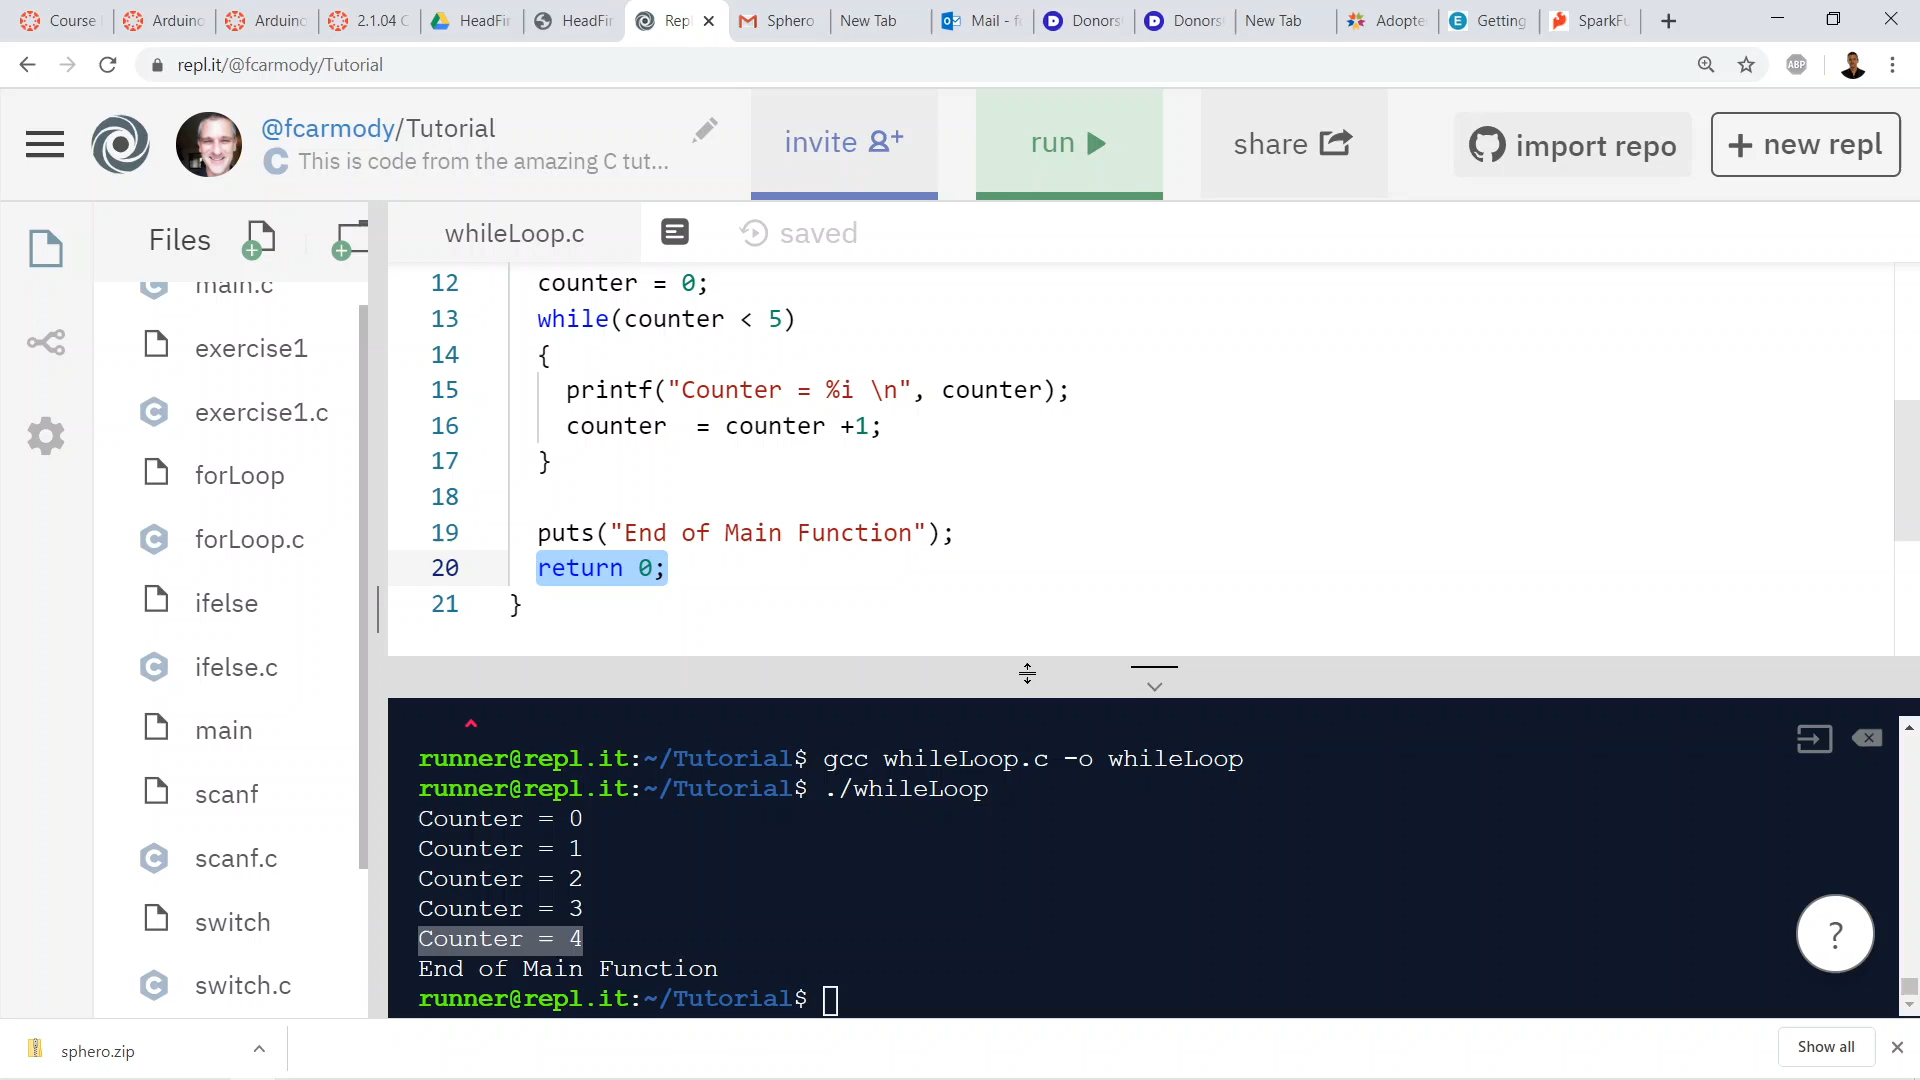 Course
Arduino
Arduino
2.1.04 C
HeadFir
HeadFir
Repl
Sphero
New Tab
Mail - f
Donors
Donors
New Tab
Adopte
Getting
SparkFu
repl.it/@fcarmody/Tutorial
ABP
@fcarmody/Tutorial
This is code from the amazing C tut...
invite
run
share
import repo
+ new repl
Files
main.c
exercise1
exercise1.c
forLoop
forLoop.c
ifelse
ifelse.c
main
scanf
scanf.c
switch
switch.c
whileLoop.c
saved
12 counter = 0;
13 while(counter < 5)
14 {
15 printf("Counter = %i \n", counter);
16 counter  = counter +1;
17 }
18
19 puts("End of Main Function");
20 return 0;
21 }
^
runner@repl.it:~/Tutorial$ gcc whileLoop.c -o whileLoop
runner@repl.it:~/Tutorial$ ./whileLoop
Counter = 0
Counter = 1
Counter = 2
Counter = 3
Counter = 4
End of Main Function
runner@repl.it:~/Tutorial$
?
sphero.zip
Show all